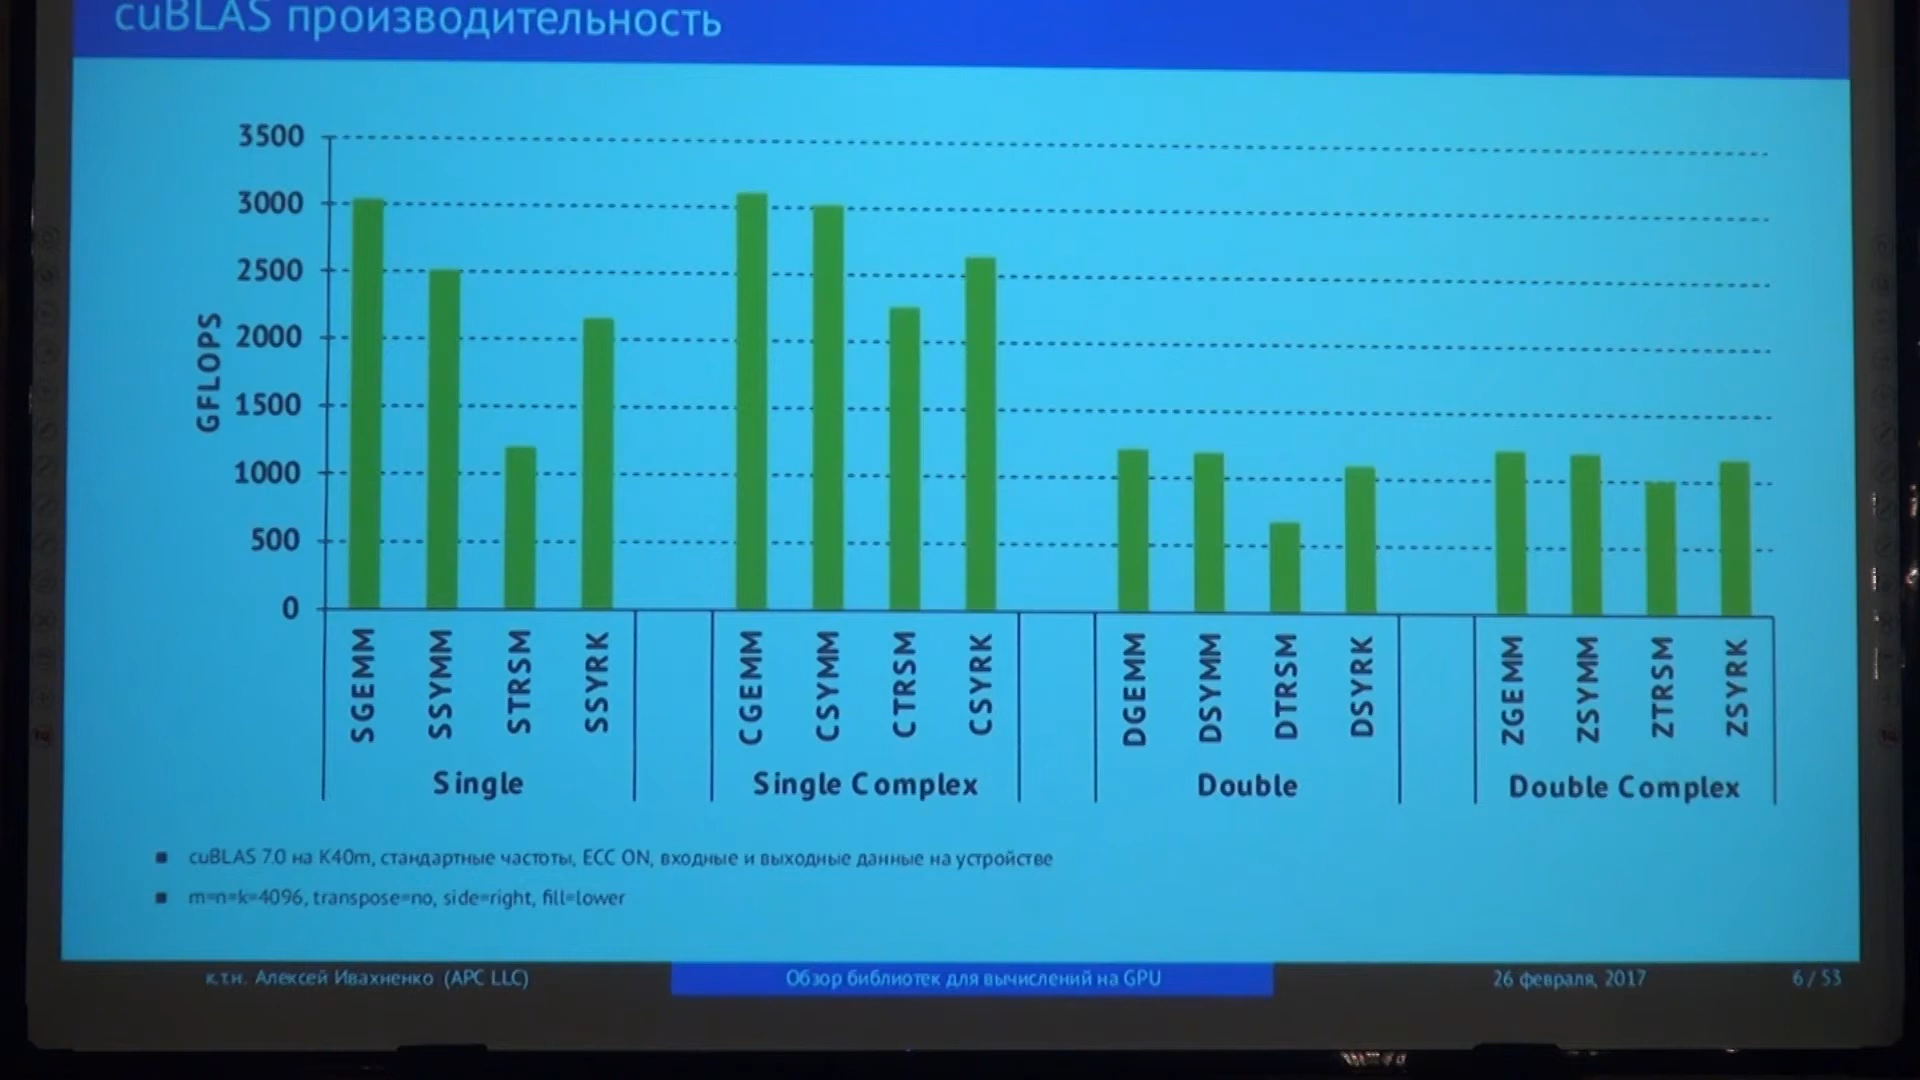 cuBLAS производительность
3500
3000
2500
2000
1500
1000
500
0
GFLOPS
SGEMM
SSYMM
STRSM
SSYRK
CGEMM
CSYMM
CTRSM
CSYRK
DGEMM
DSYMM
DTRSM
DSYRK
ZGEMM
ZSYMM
ZTRSM
ZSYRK
Single
Single Complex
Double
Double Complex
cuBLAS 7.0 на K40m, стандартные частоты, ECC ON, входные и выходные данные на устройстве
m=n=k=4096, transpose=no, side=right, fill=lower
к.т.н. Алексей Ивахненко (APC LLC)
Обзор библиотек для вычислений на GPU
26 февраля, 2017
6 / 53